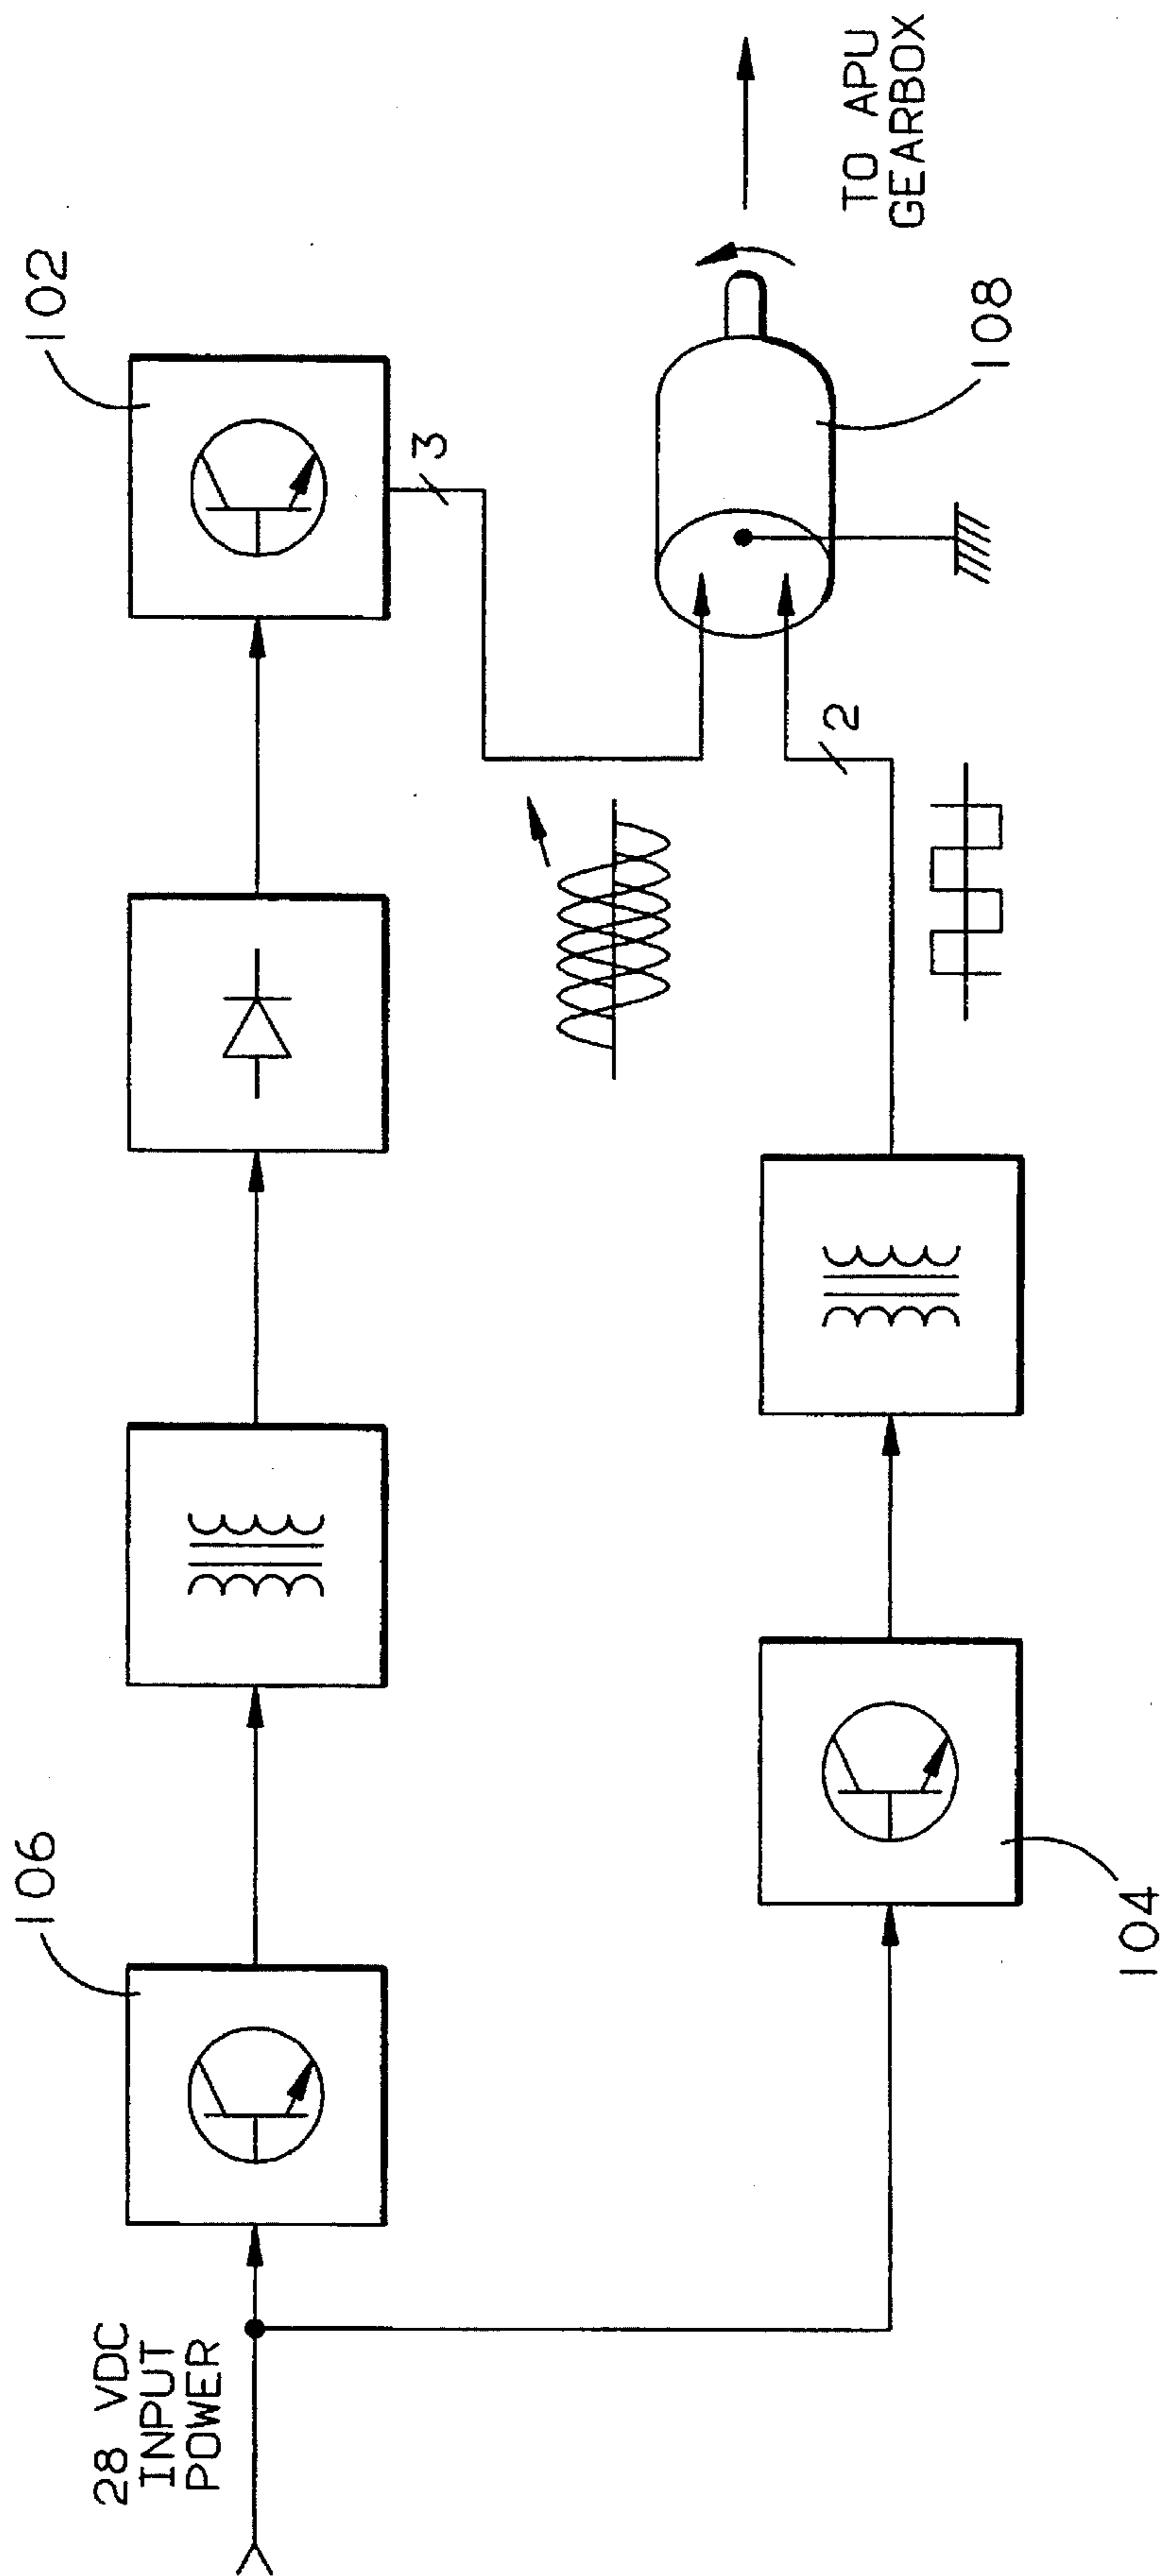 28 VDC
INPUT
POWER
106
102
3
104
2
108
TO APU
GEARBOX